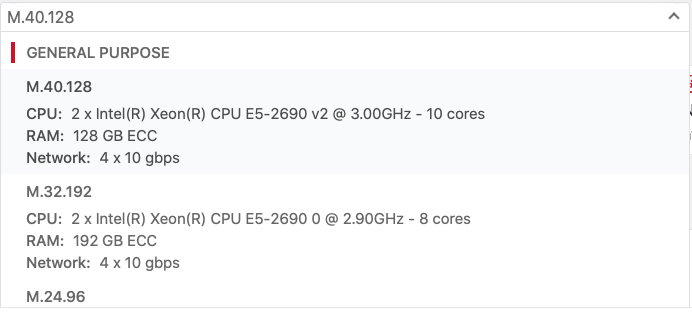 M.40.128
GENERAL PURPOSE
M.40.128
CPU: 2 x Intel(R) Xeon(R) CPU E5-2690 v2 @ 3.00GHz - 10 cores
RAM: 128 GB ECC
Network: 4 x 10 gbps
M.32.192
CPU: 2 x Intel(R) Xeon(R) CPU E5-2690 0 @ 2.90GHz - 8 cores
RAM: 192 GB ECC
Network: 4 x 10 gbps
M.24.96